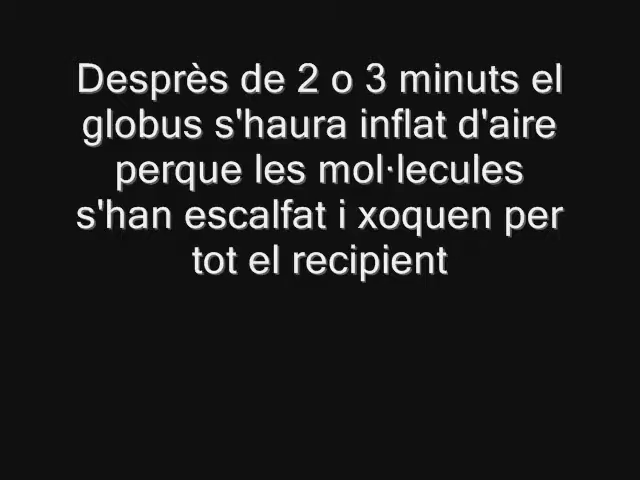 Desprès de 2 o 3 minuts el
globus s'haura inflat d'aire
perque les mol·lecules
s'han escalfat i xoquen per
tot el recipient